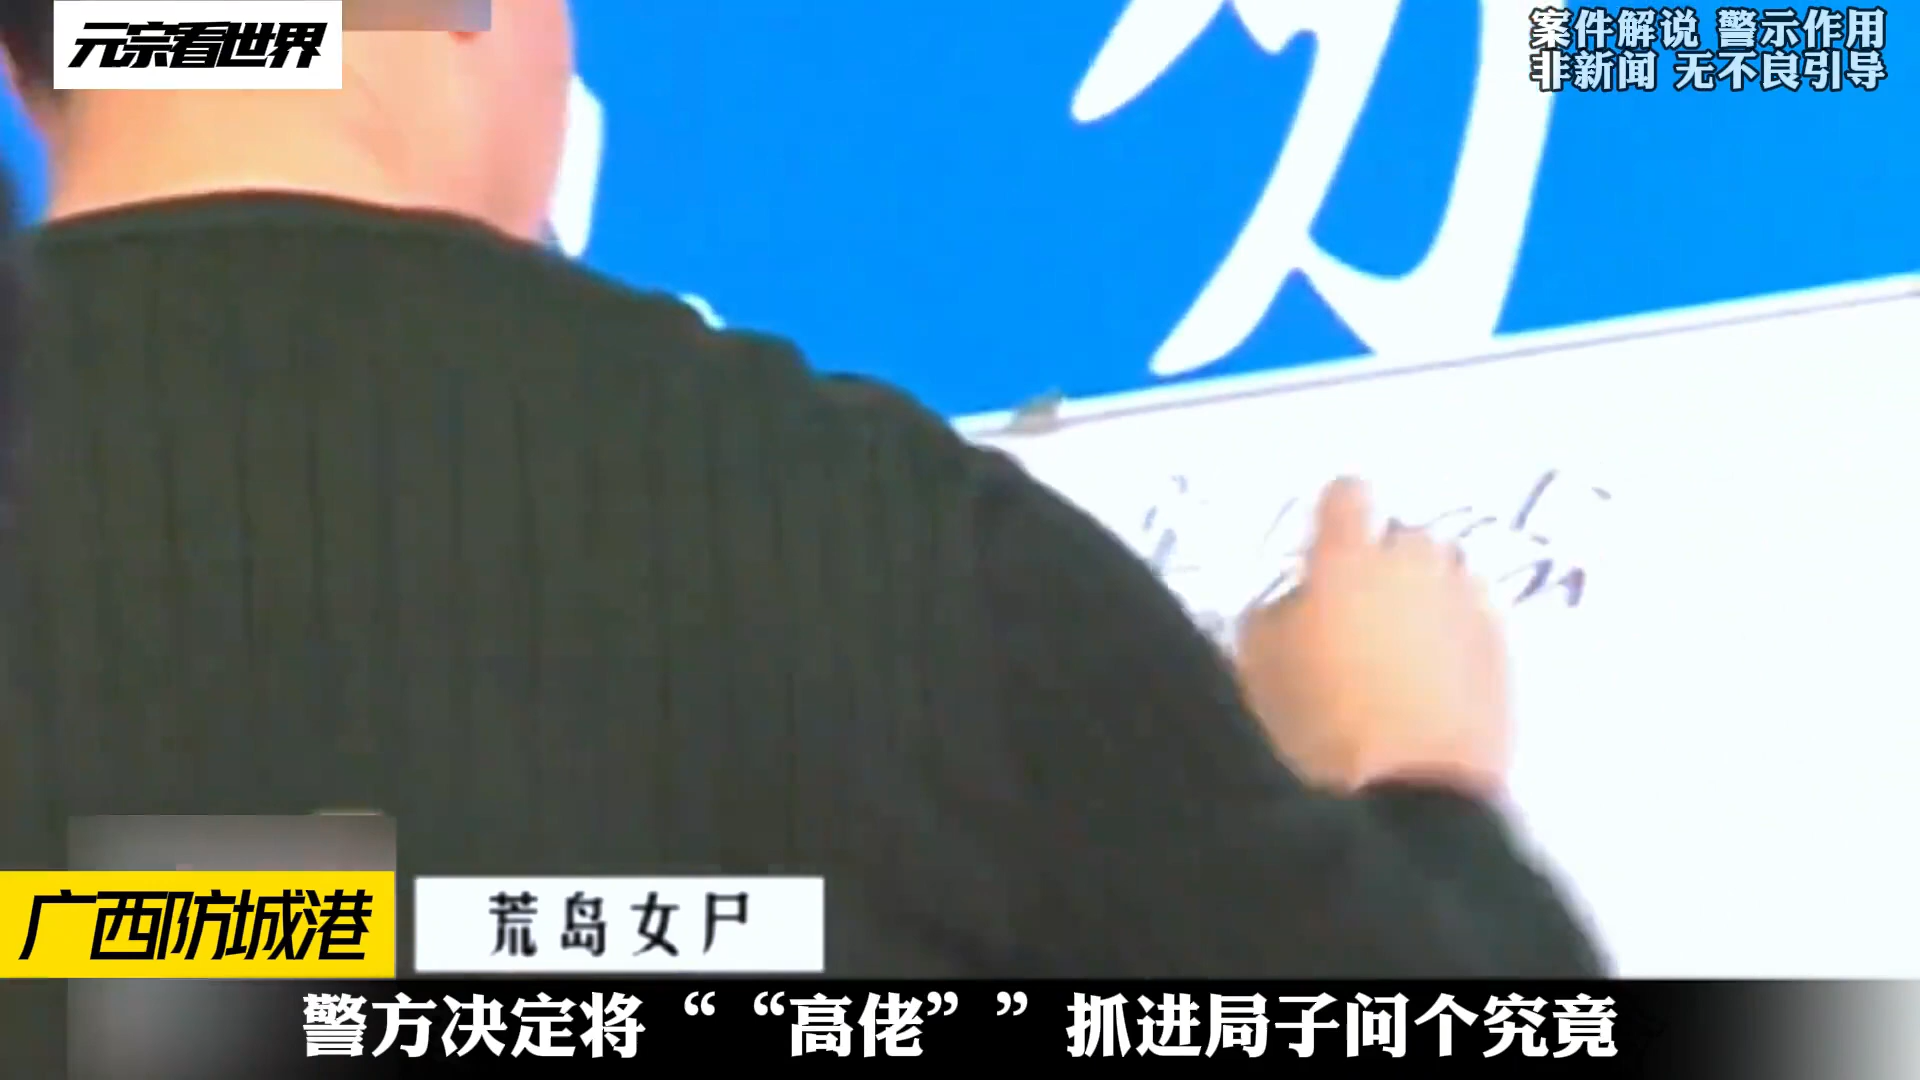 元宗看世界
案件解说 警示作用
非新闻 无不良引导
广西防城港
荒岛女尸
警方决定将““高佬””抓进局子问个究竟